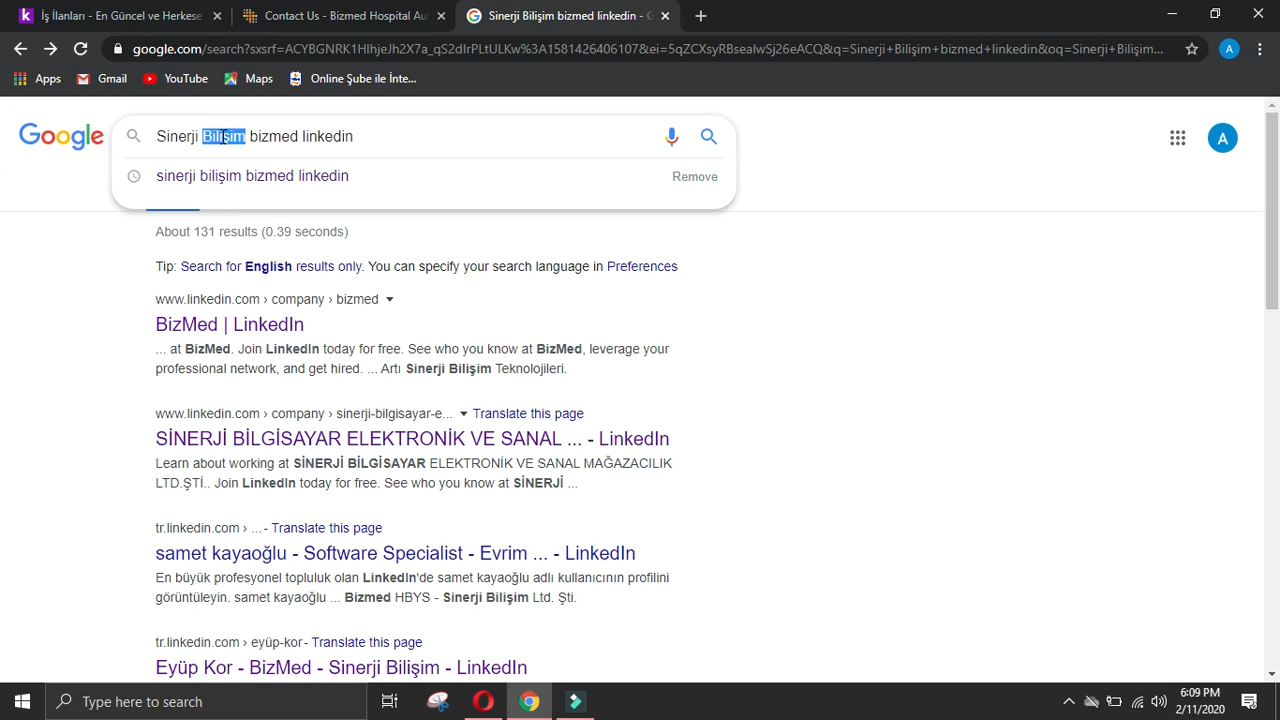 İş İlanları - En Güncel ve Herkese
Contact Us - Bizmed Hospital Aut
Sinerji Bilişim bizmed linkedin - G
google.com/search?sxsrf=ACYBGNRK1HlhjeJh2X7a_qS2dIrPLtULKw%3A1581426406107&ei=5qZCXsyRBsealwSj26eACQ&q=Sinerji+Bilişim+bizmed+linkedin&oq=Sinerji+Bilişim...
A
Apps
Gmail
YouTube
Maps
Online Şube ile İnte...
Google
Sinerji Bilişim bizmed linkedin
A
sinerji bilişim bizmed linkedin
Remove
About 131 results (0.39 seconds)
Tip: Search for English results only. You can specify your search language in Preferences
www.linkedin.com › company › bizmed
BizMed | LinkedIn
... at BizMed. Join LinkedIn today for free. See who you know at BizMed, leverage your
professional network, and get hired. ... Artı Sinerji Bilişim Teknolojileri.
www.linkedin.com › company › sinerji-bilgisayar-e... Translate this page
SİNERJİ BİLGİSAYAR ELEKTRONİK VE SANAL ... - LinkedIn
Learn about working at SİNERJİ BİLGİSAYAR ELEKTRONİK VE SANAL MAĞAZACILIK
LTD.ŞTİ.. Join LinkedIn today for free. See who you know at SİNERJİ ...
tr.linkedin.com › ... - Translate this page
samet kayaoğlu - Software Specialist - Evrim ... - LinkedIn
En büyük profesyonel topluluk olan LinkedIn'de samet kayaoğlu adlı kullanıcının profilini
görüntüleyin. samet kayaoğlu ... Bizmed HBYS - Sinerji Bilişim Ltd. Şti.
tr.linkedin.com › eyüp-kor - Translate this page
Eyüp Kor - BizMed - Sinerji Bilişim - LinkedIn
Type here to search
6:09 PM
2/11/2020